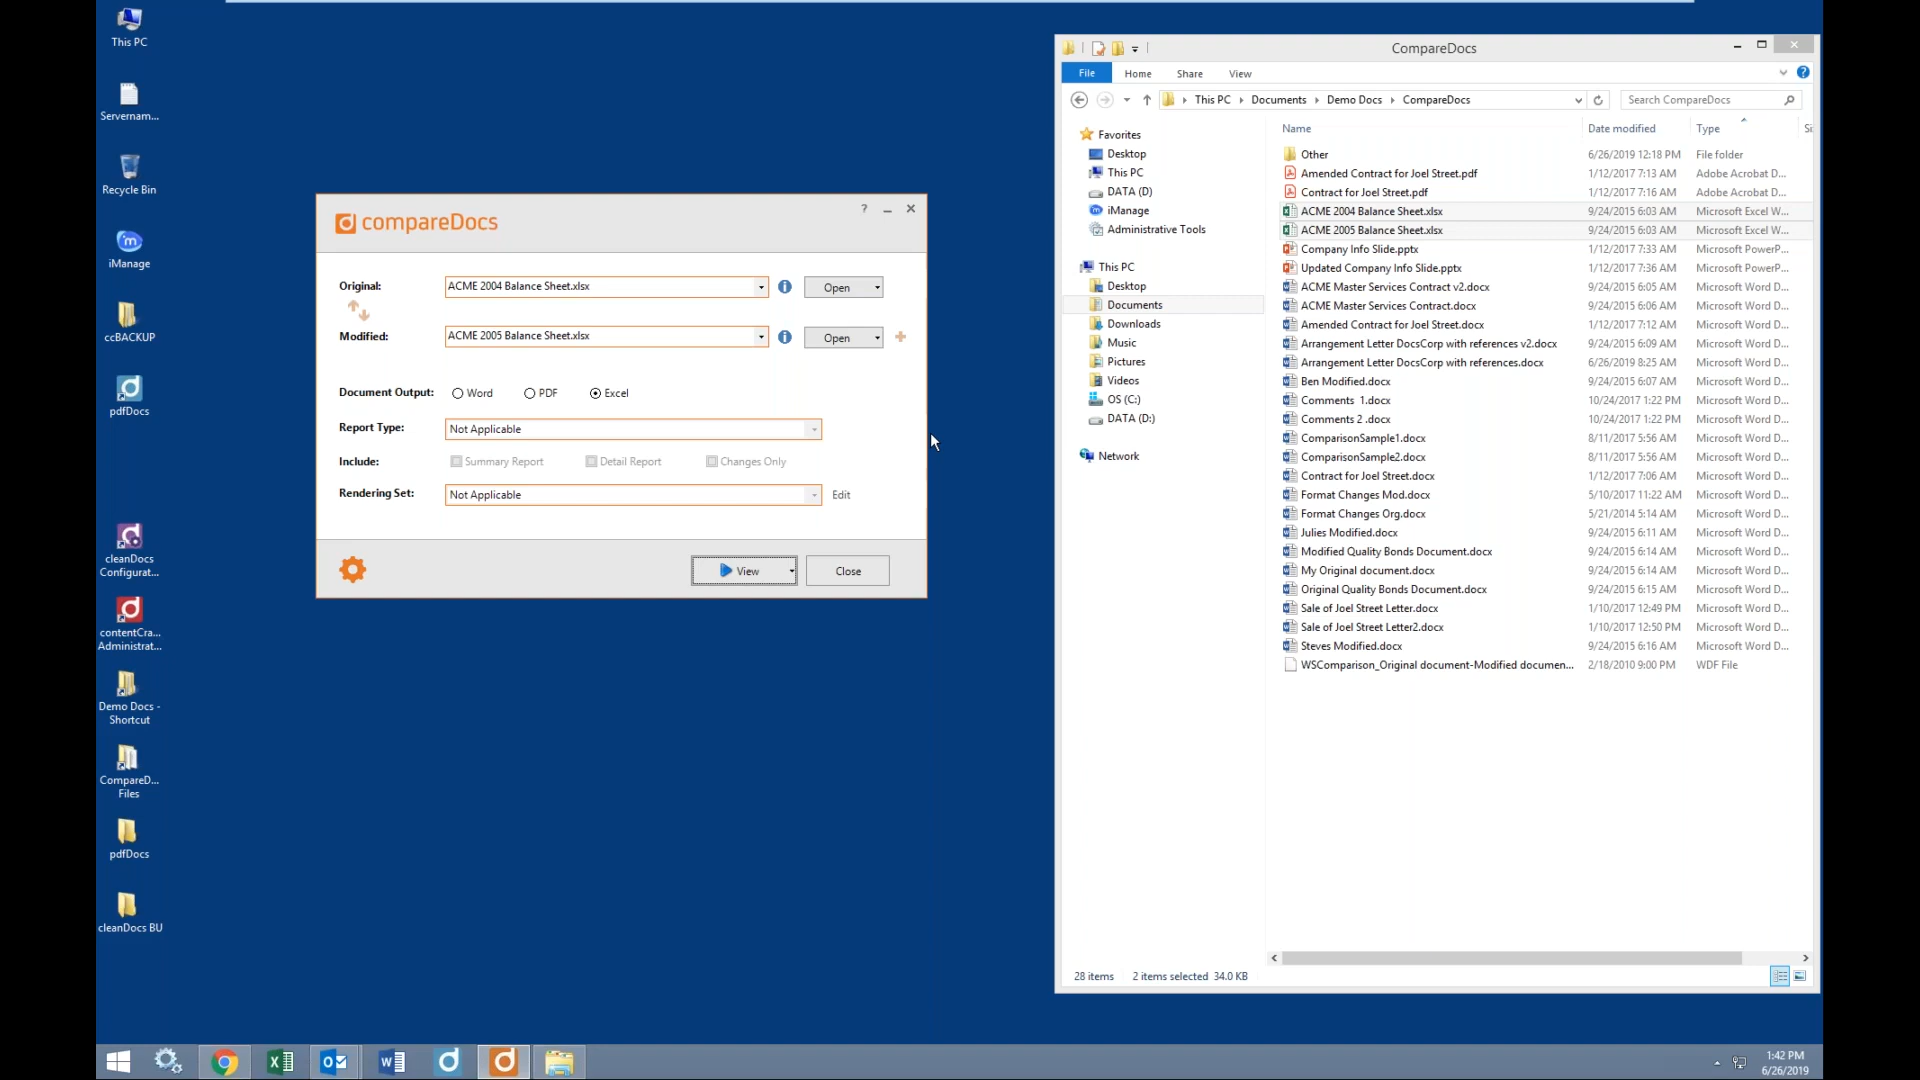 This PC
Servernam...
Recycle Bin
iManage
ccBACKUP
pdfDocs
cleanDocs
Configurat...
contentCra...
Administrat...
Demo Docs -
Shortcut
CompareD...
Files
pdfDocs
cleanDocs BU
compareDocs
?
Original:
ACME 2004 Balance Sheet.xlsx
Open
Modified:
ACME 2005 Balance Sheet.xlsx
Open
Document Output: Word PDF Excel
Report Type: Not Applicable
Include: Summary Report Detail Report Changes Only
Rendering Set: Not Applicable Edit
View Close
CompareDocs
File Home Share View
This PC Documents Demo Docs CompareDocs
Search CompareDocs
Favorites
Desktop
This PC
DATA (D)
iManage
Administrative Tools
This PC
Desktop
Documents
Downloads
Music
Pictures
Videos
OS (C:)
DATA (D:)
Network
Name Date modified Type Si
Other 6/26/2019 12:18 PM File folder
Amended Contract for Joel Street.pdf 1/12/2017 7:13 AM Adobe Acrobat D...
Contract for Joel Street.pdf 1/12/2017 7:16 AM Adobe Acrobat D...
ACME 2004 Balance Sheet.xlsx 9/24/2015 6:03 AM Microsoft Excel W...
ACME 2005 Balance Sheet.xlsx 9/24/2015 6:03 AM Microsoft Excel W...
Company Info Slide.pptx 1/12/2017 7:33 AM Microsoft PowerP...
Updated Company Info Slide.pptx 1/12/2017 7:36 AM Microsoft PowerP...
ACME Master Services Contract v2.docx 9/24/2015 6:05 AM Microsoft Word D...
ACME Master Services Contract.docx 9/24/2015 6:06 AM Microsoft Word D...
Amended Contract for Joel Street.docx 1/12/2017 7:12 AM Microsoft Word D...
Arrangement Letter DocsCorp with references v2.docx 9/24/2015 6:09 AM Microsoft Word D...
Arrangement Letter DocsCorp with references.docx 6/26/2019 8:25 AM Microsoft Word D...
Ben Modified.docx 9/24/2015 6:07 AM Microsoft Word D...
Comments 1.docx 10/24/2017 1:22 PM Microsoft Word D...
Comments 2 .docx 10/24/2017 1:22 PM Microsoft Word D...
ComparisonSample1.docx 8/11/2017 5:56 AM Microsoft Word D...
ComparisonSample2.docx 8/11/2017 5:56 AM Microsoft Word D...
Contract for Joel Street.docx 1/12/2017 7:06 AM Microsoft Word D...
Format Changes Mod.docx 5/10/2017 11:22 AM Microsoft Word D...
Format Changes Org.docx 5/21/2014 5:14 AM Microsoft Word D...
Julies Modified.docx 9/24/2015 6:11 AM Microsoft Word D...
Modified Quality Bonds Document.docx 9/24/2015 6:14 AM Microsoft Word D...
My Original document.docx 9/24/2015 6:14 AM Microsoft Word D...
Original Quality Bonds Document.docx 9/24/2015 6:15 AM Microsoft Word D...
Sale of Joel Street Letter.docx 1/10/2017 12:49 PM Microsoft Word D...
Sale of Joel Street Letter2.docx 1/10/2017 12:50 PM Microsoft Word D...
Steves Modified.docx 9/24/2015 6:16 AM Microsoft Word D...
WSComparison_Original document-Modified documen... 2/18/2010 9:00 PM WDF File
28 items 2 items selected 34.0 KB
1:42 PM
6/26/2019